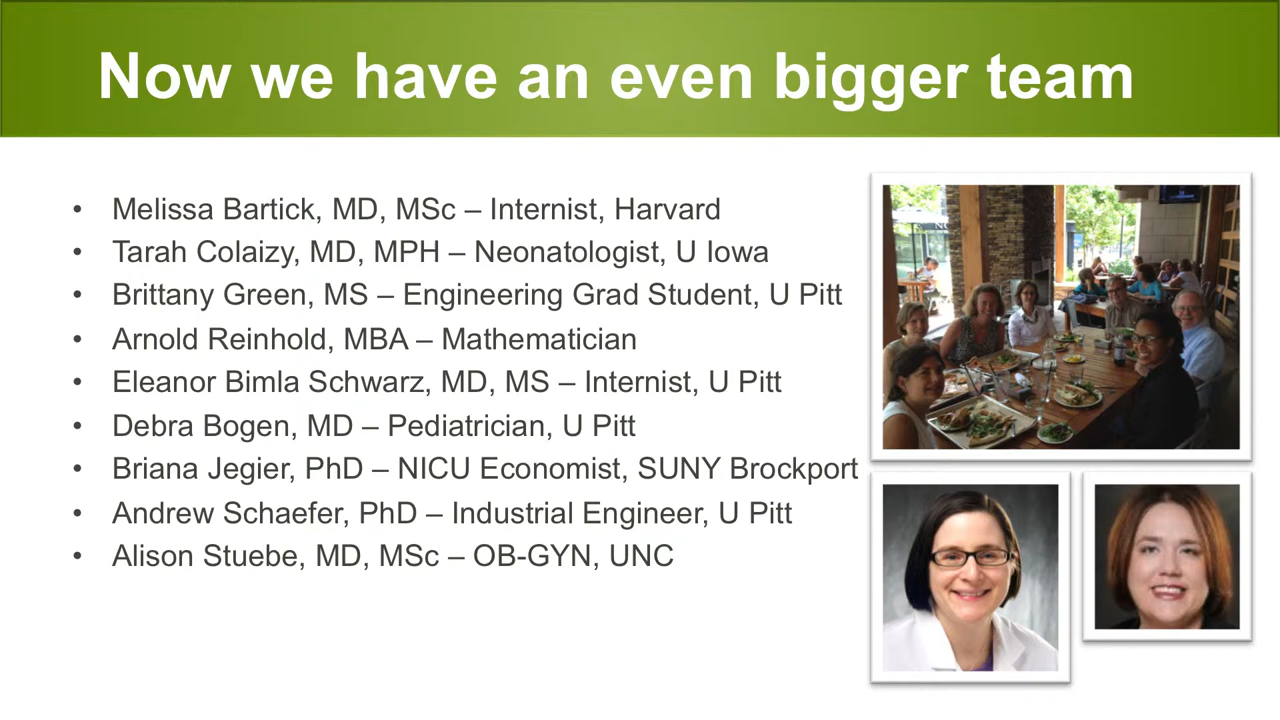 Now we have an even bigger team
• Melissa Bartick, MD, MSc – Internist, Harvard
• Tarah Colaizy, MD, MPH – Neonatologist, U Iowa
• Brittany Green, MS – Engineering Grad Student, U Pitt
• Arnold Reinhold, MBA – Mathematician
• Eleanor Bimla Schwarz, MD, MS – Internist, U Pitt
• Debra Bogen, MD – Pediatrician, U Pitt
• Briana Jegier, PhD – NICU Economist, SUNY Brockport
• Andrew Schaefer, PhD – Industrial Engineer, U Pitt
• Alison Stuebe, MD, MSc – OB-GYN, UNC